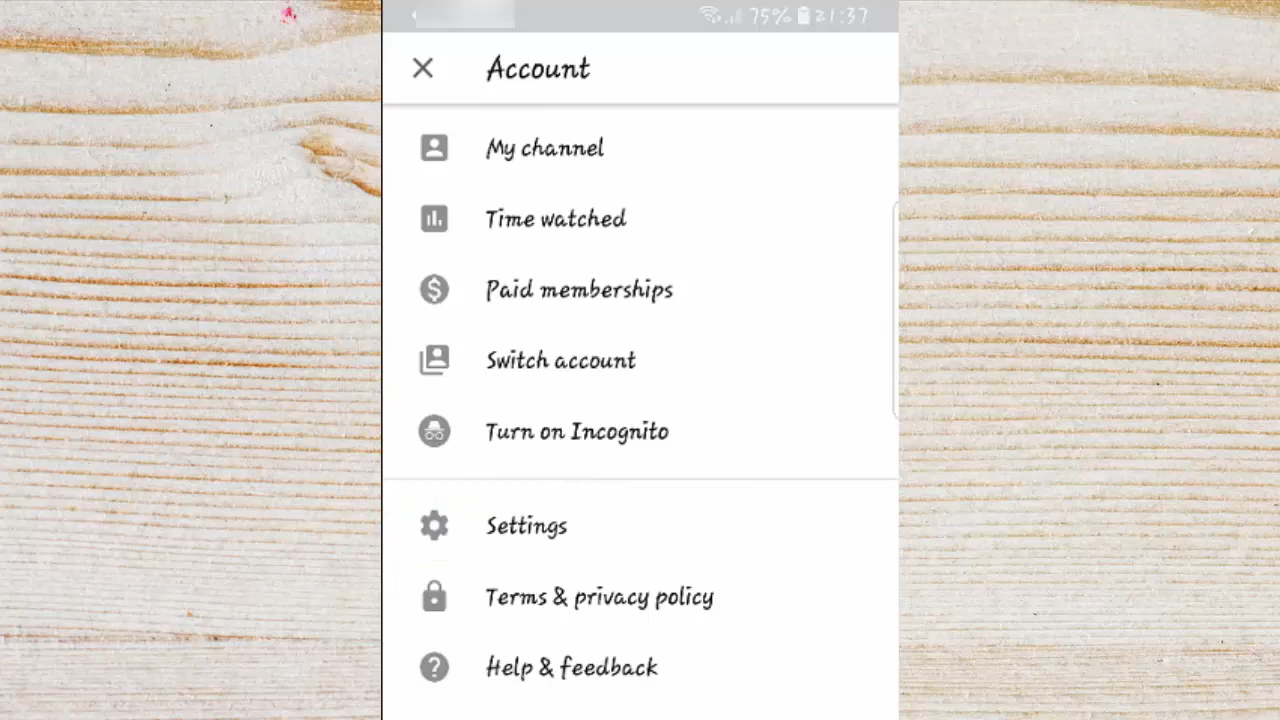 75% 21:37
Account
My channel
Time watched
Paid memberships
Switch account
Turn on Incognito
Settings
Terms & privacy policy
Help & feedback